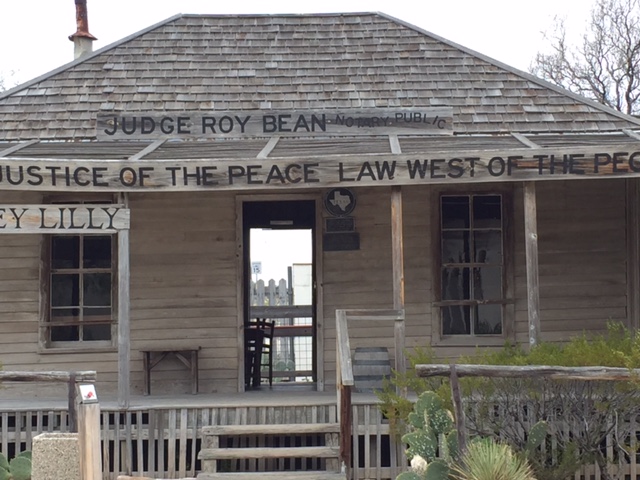 JUDGE ROY BEAN NOTARY PUBLIC
JUSTICE OF THE PEACE LAW WEST OF THE PEC
EY LILLY